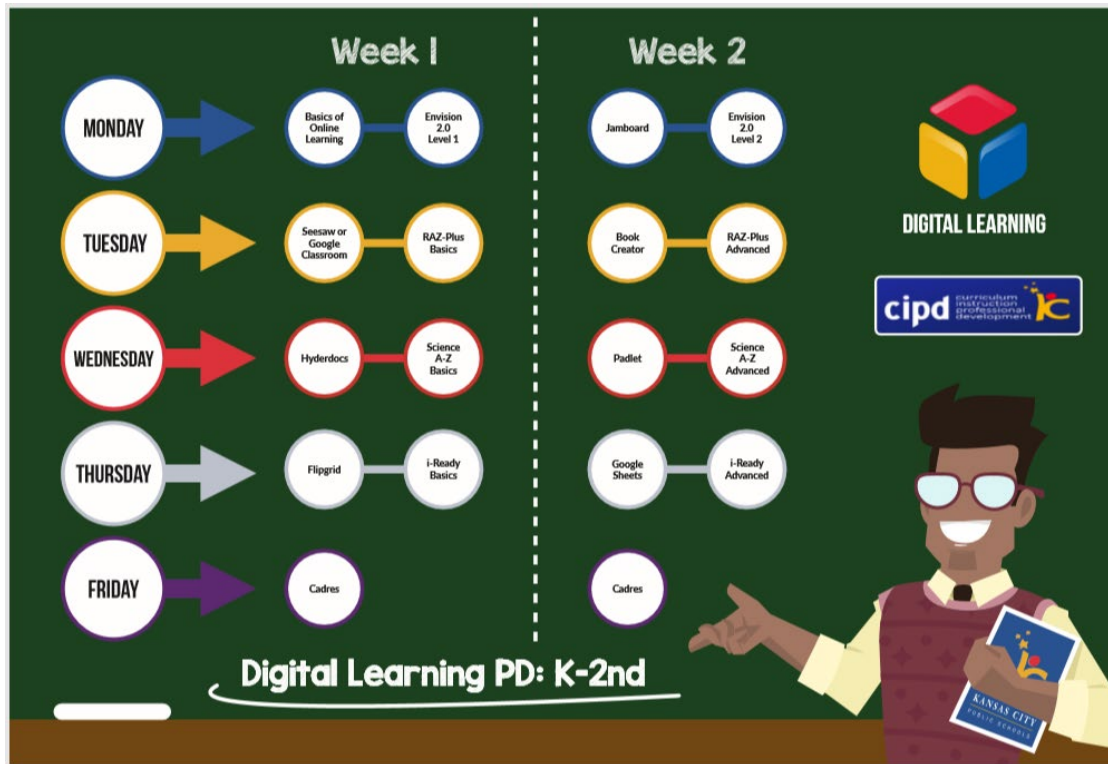 Week 1
Week 2
MONDAY
Basics of
Online
Learning
Envision
2.0
Level 1
Jamboard
Envision
2.0
Level 2
TUESDAY
Seesaw or
Google
Classroom
RAZ-Plus
Basics
Book
Creator
RAZ-Plus
Advanced
WEDNESDAY
Hyderdocs
Science
A-Z
Basics
Padlet
Science
A-Z
Advanced
THURSDAY
Flipgrid
i-Ready
Basics
Google
Sheets
i-Ready
Advanced
FRIDAY
Cadres
Cadres
Digital Learning PD: K-2nd
DIGITAL LEARNING
cipd
curriculum
instruction
professional
development
kc
KANSAS CITY
PUBLIC SCHOOLS